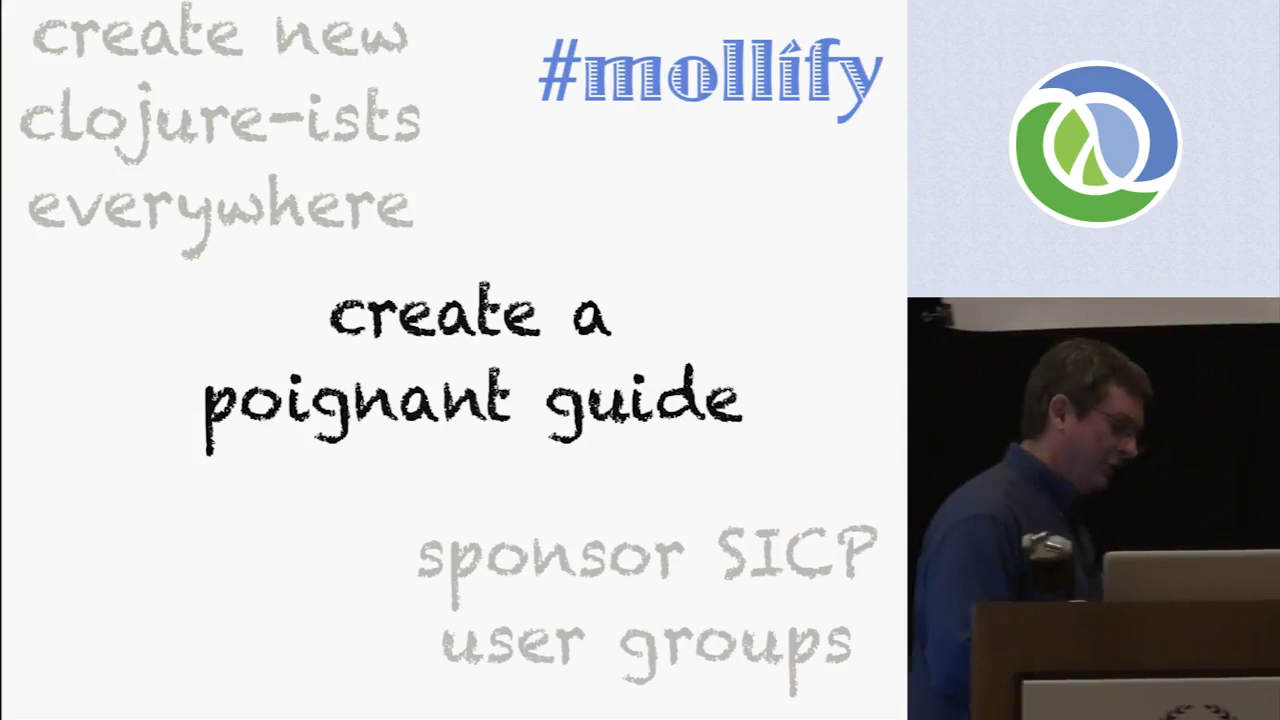 create new
clojure-ists
everywhere
#mollify
create a
poignant guide
sponsor SICP
user groups